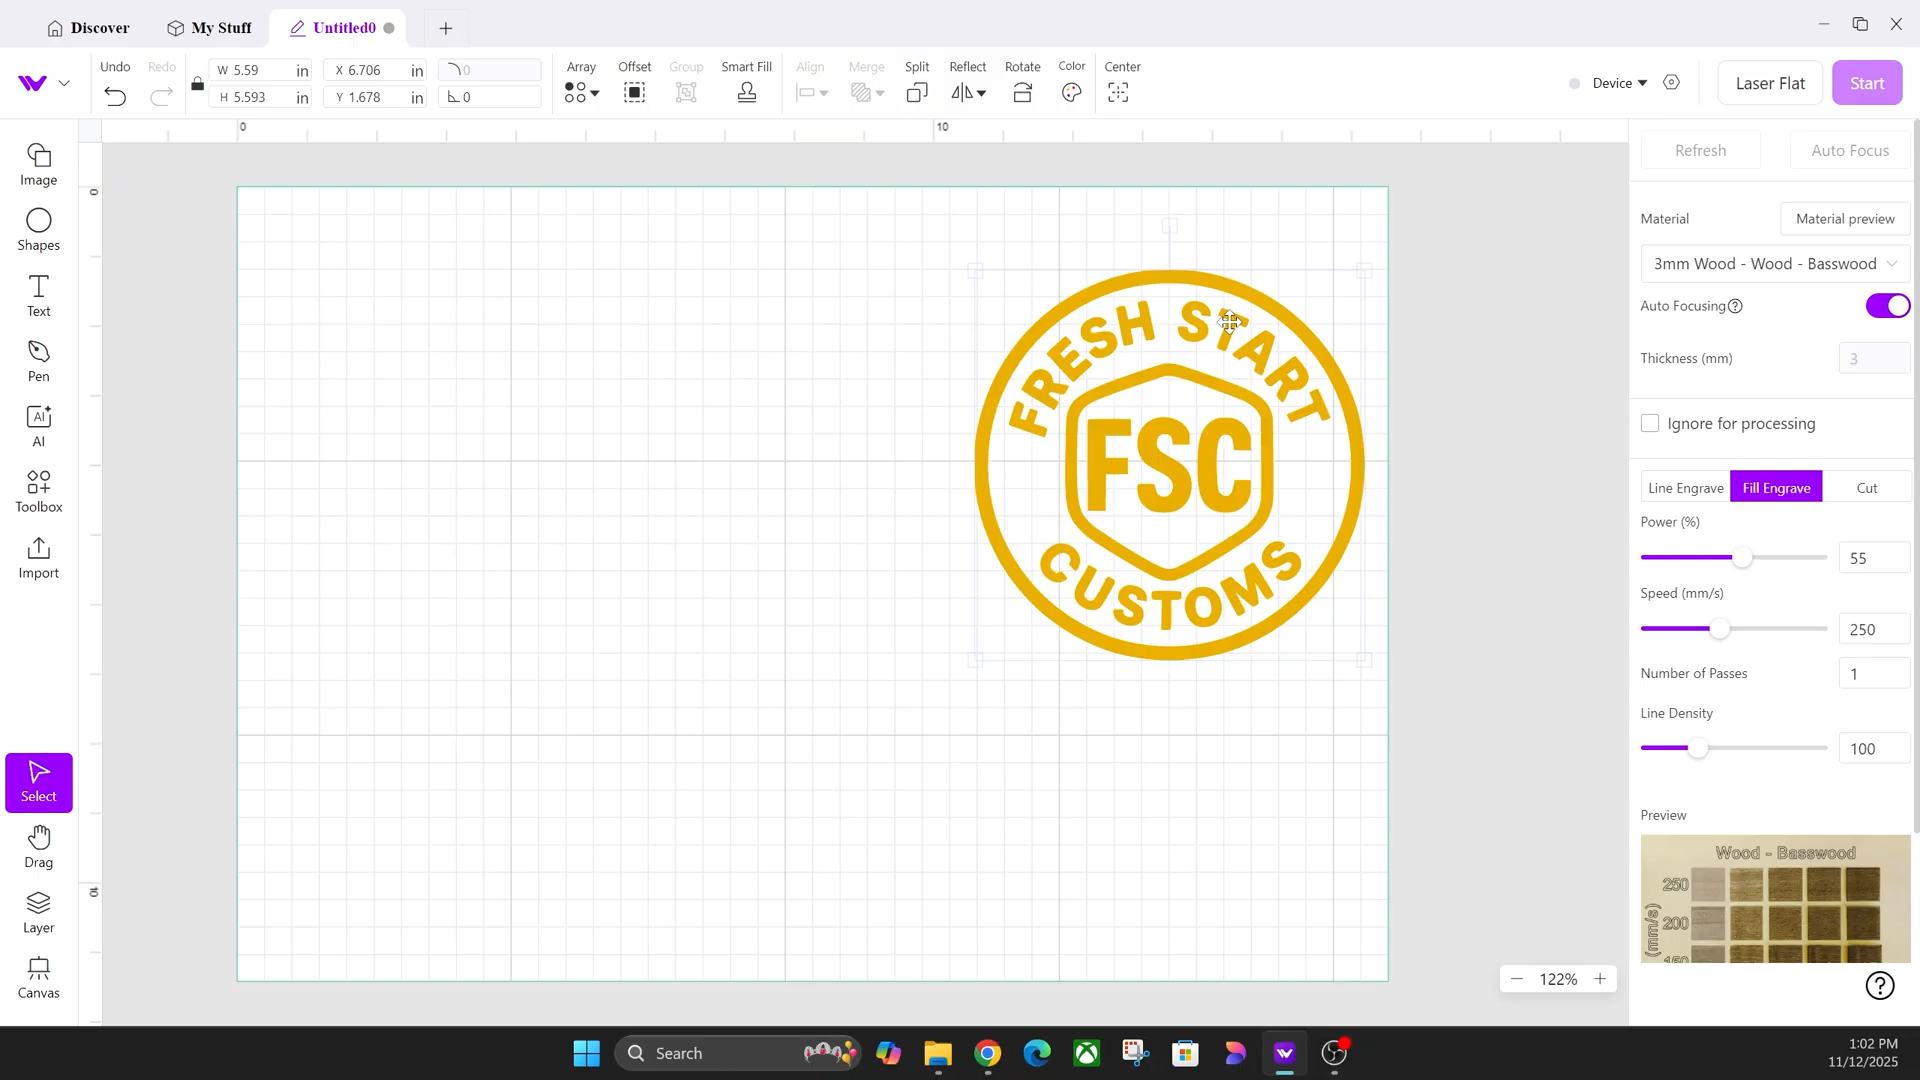 Discover
My Stuff
Untitled0
Undo
Redo
W 5.59 in
H 5.593 in
X 6.706 in
Y 1.678 in
0
0
Array
Offset
Group
Smart Fill
Align
Merge
Split
Reflect
Rotate
Color
Center
Device
Laser Flat
Start
0
10
0
10
Image
Shapes
Text
Pen
AI
AI
Toolbox
Import
Select
Drag
Layer
Canvas
FRESH START
FSC
CUSTOMS
122%
Refresh
Auto Focus
Material
Material preview
3mm Wood - Wood - Basswood
Auto Focusing
Thickness (mm)
3
Ignore for processing
Line Engrave
Fill Engrave
Cut
Power (%)
55
Speed (mm/s)
250
Number of Passes
1
Line Density
100
Preview
Wood - Basswood
250
200
150
(mm/s)
Search
1:02 PM
11/12/2025